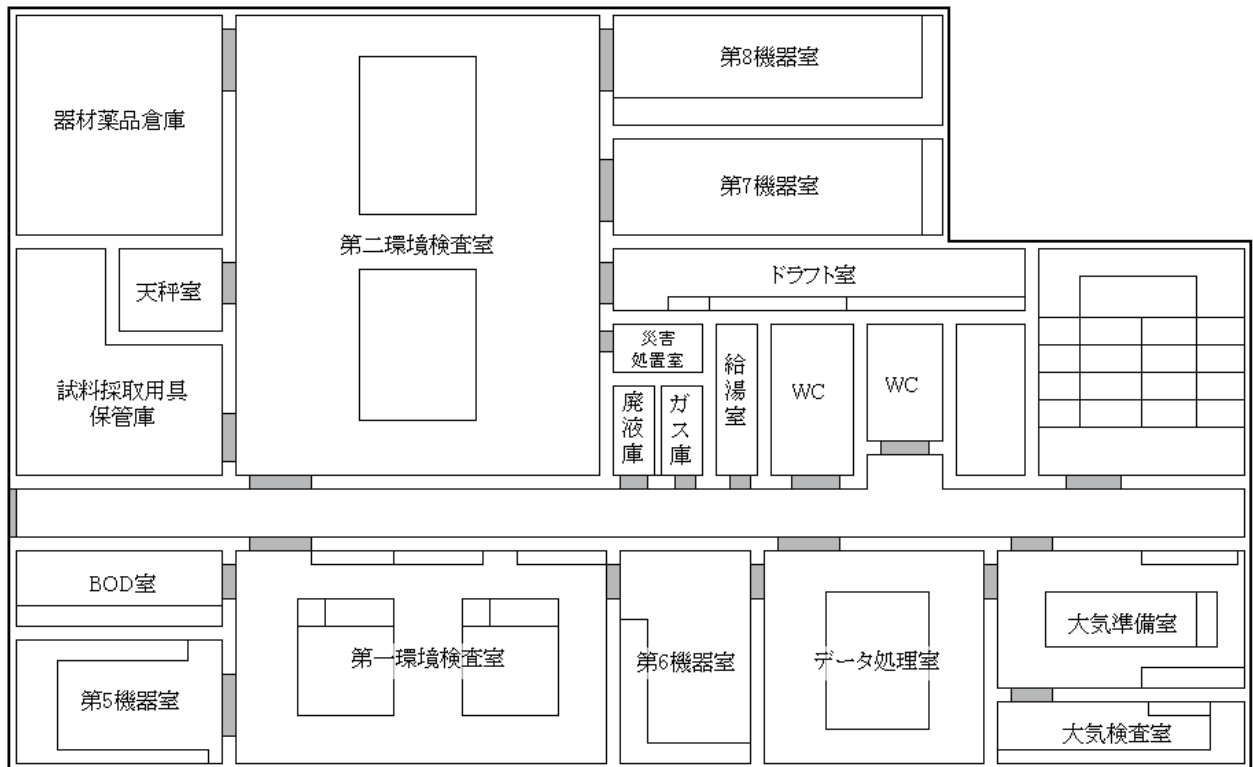 第8機器室
器材薬品倉庫
第7機器室
第二環境検査室
ドラフト室
天秤室
災害
処置室
給湯室
WC
WC
試料採取用具
保管庫
廃液庫
ガス庫
BOD室
第一環境検査室
第6機器室
データ処理室
大気準備室
第5機器室
大気検査室